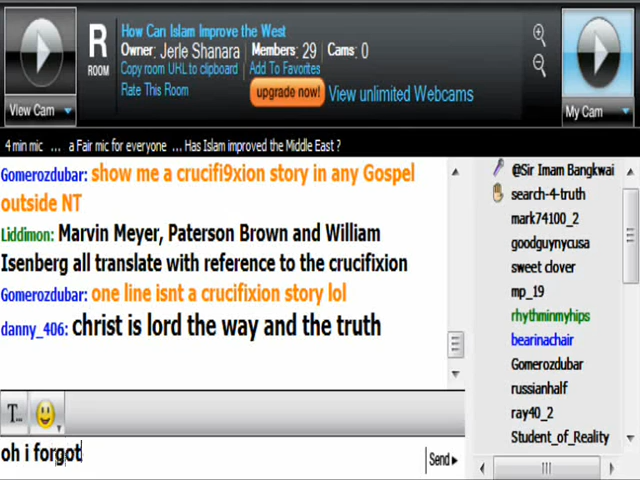 How Can Islam Improve the West
R
ROOM
Owner: Jerle Shanara Members: 29 Cams: 0
Copy room URL to clipboard Add To Favorites
Rate This Room
upgrade now! View unlimited Webcams
View Cam
My Cam
4 min mic ... a Fair mic for everyone ... Has Islam improved the Middle East ?
Gomerozdubar: show me a crucifi9xion story in any Gospel
outside NT
Liddimon: Marvin Meyer, Paterson Brown and William
Isenberg all translate with reference to the crucifixion
Gomerozdubar: one line isnt a crucifixion story lol
danny_406: christ is lord the way and the truth
@Sir Imam Bangkwai
search-4-truth
mark74100_2
goodguynycusa
sweet clover
mp_19
rhythminmyhips
bearinachair
Gomerozdubar
russianhalf
ray40_2
Student_of_Reality
T...
oh i forgot
Send